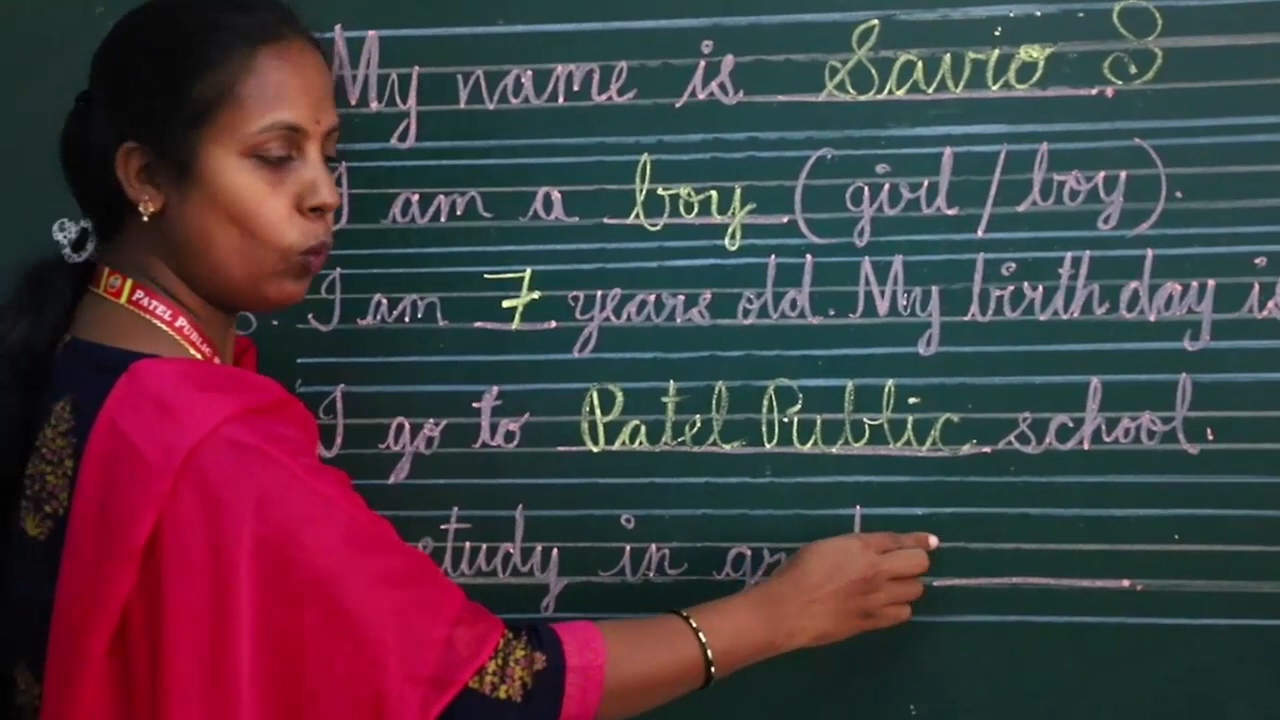 My name is Savio S
I am a boy (girl/boy).
I am 7 years old. My birthday is
I go to Patel Public school.
study in
PATEL PUBLIC